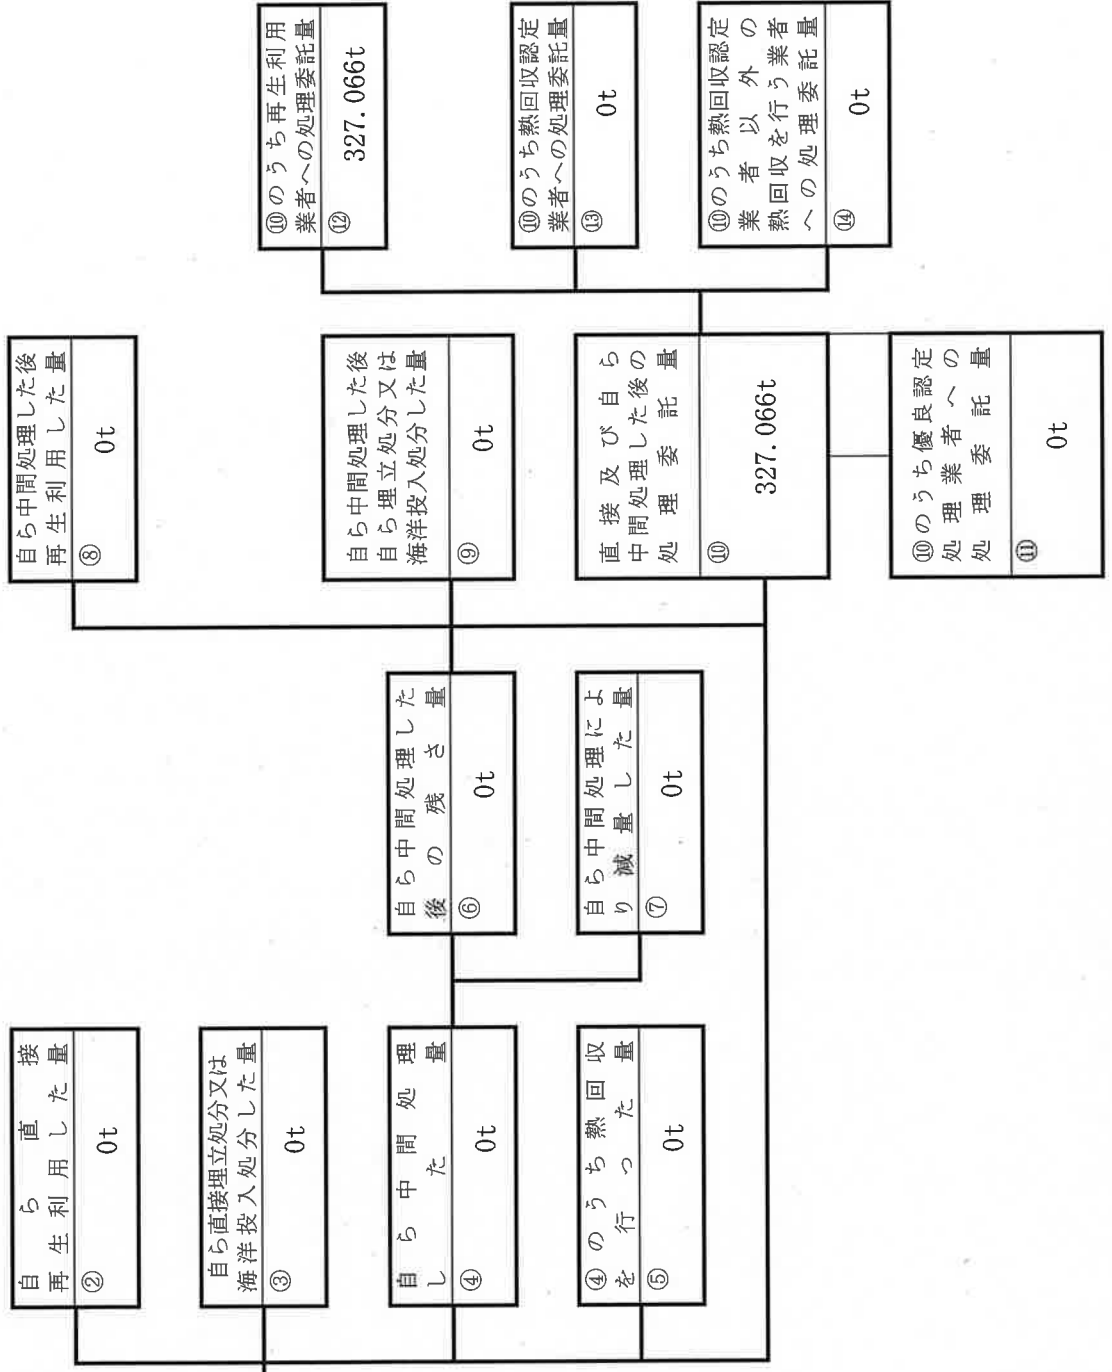 自ら直接
再生利用した量
②
0t
自ら直接埋立処分又は
海洋投入処分した量
③
0t
自ら中間処理
した量
④
0t
④のうち熱回収
を行った量
⑤
0t
自ら中間処理した
後の残さ量
⑥
0t
自ら中間処理によ
り減量した量
⑦
0t
自ら中間処理した後
再生利用した量
⑧
0t
自ら中間処理した後
自ら埋立処分又は
海洋投入処分した量
⑨
0t
直接及び自ら
中間処理した後の
処理委託量
⑩
327.066t
⑩のうち優良認定
処理業者への
処理委託量
⑪
0t
⑩のうち再生利用
業者への処理委託量
⑫
327.066t
⑩のうち熱回収認定
業者への処理委託量
⑬
0t
⑩のうち熱回収認定
業者以外の
熱回収を行う業者
への処理委託量
⑭
0t